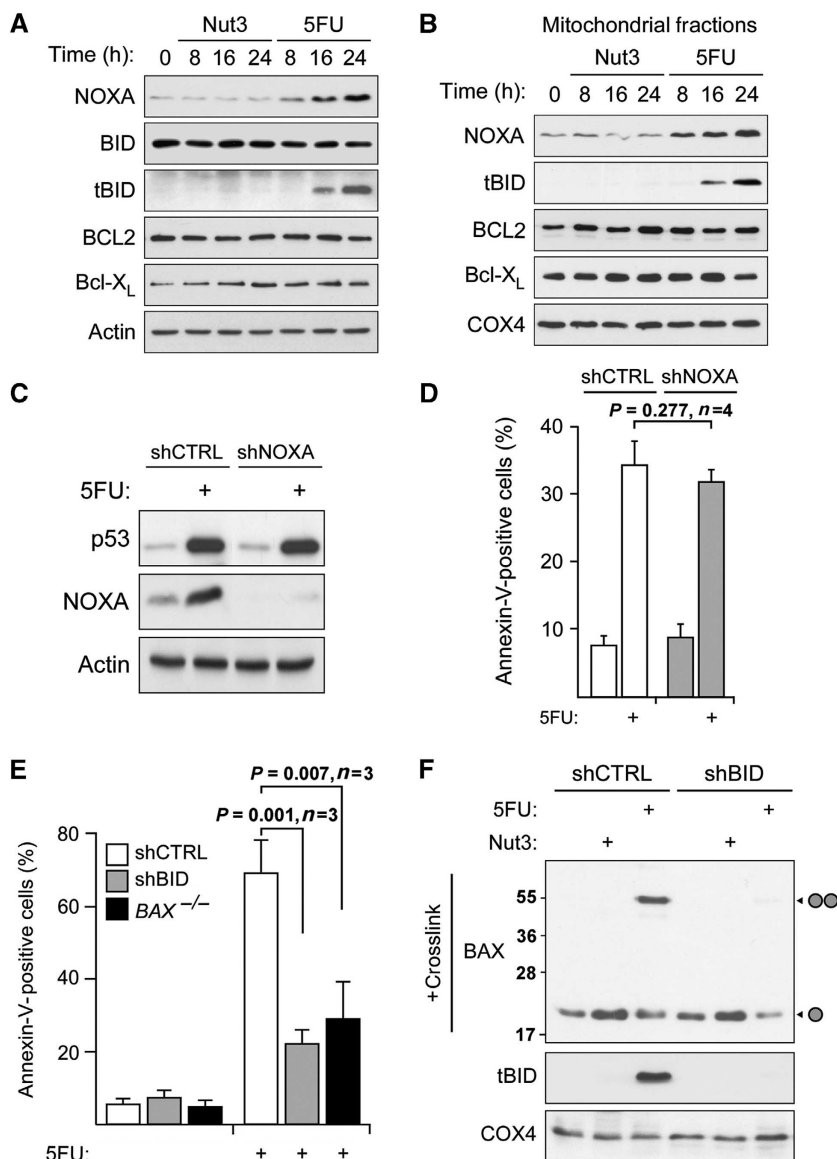 A
Nut3 5FU
Time (h): 0 8 16 24 8 16 24
NOXA
BID
tBID
BCL2
Bcl-XL
Actin
B
Mitochondrial fractions
Nut3 5FU
Time (h): 0 8 16 24 8 16 24
NOXA
tBID
BCL2
Bcl-XL
COX4
C
shCTRL shNOXA
5FU: + +
p53
NOXA
Actin
D
shCTRL shNOXA
P = 0.277, n=4
Annexin-V-positive cells (%)
40
30
20
10
5FU: + +
E
P = 0.007, n=3
P = 0.001, n=3
Annexin-V-positive cells (%)
80
60
40
20
shCTRL
shBID
BAX −/−
5FU: + + +
F
shCTRL shBID
5FU: + +
Nut3: + +
+Crosslink
BAX
55
36
28
17
tBID
COX4